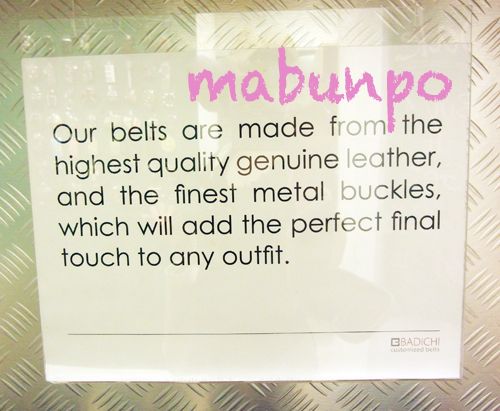 mabunpo
Our belts are made from the
highest quality genuine leather,
and the finest metal buckles,
which will add the perfect final
touch to any outfit.
BADICHI
customized belts